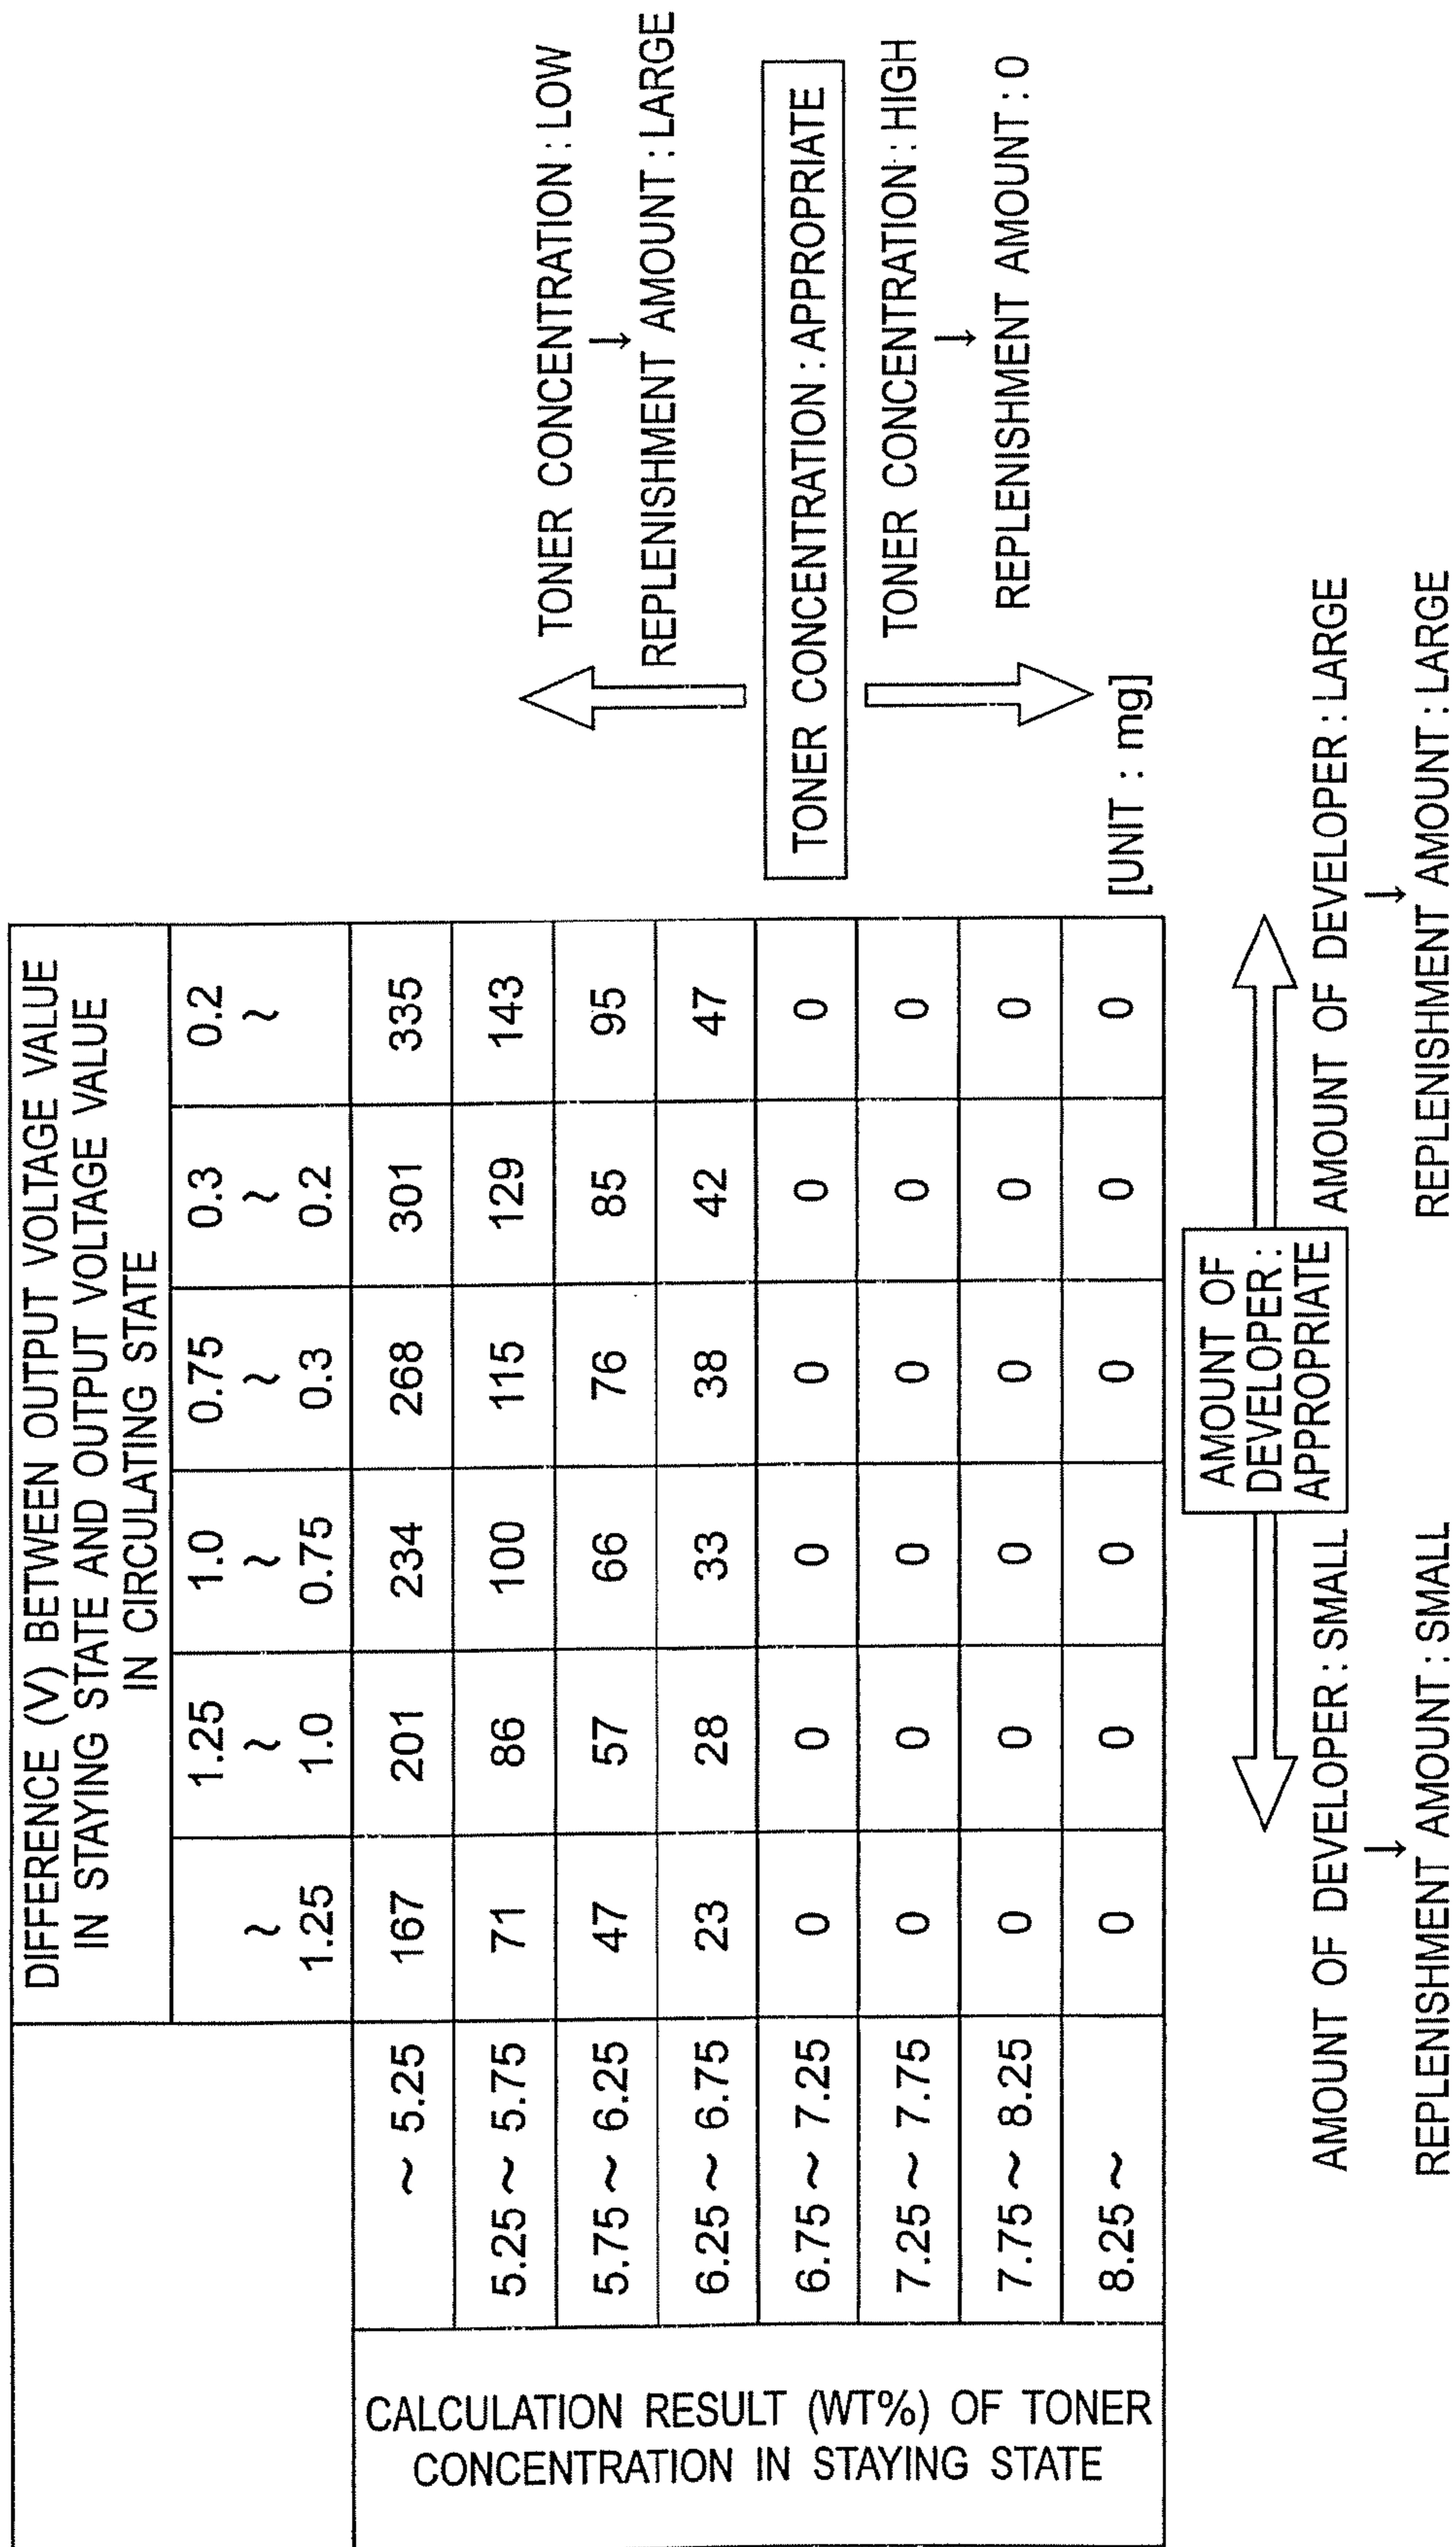 DIFFERENCE (V) BETWEEN OUTPUT VOLTAGE VALUE
IN STAYING STATE AND OUTPUT VOLTAGE VALUE
IN CIRCULATING STATE
~ 1.25
1.25 ~ 1.0
1.0 ~ 0.75
0.75 ~ 0.3
0.3 ~ 0.2
0.2 ~
CALCULATION RESULT (WT%) OF TONER
CONCENTRATION IN STAYING STATE
~ 5.25 167 201 234 268 301 335
5.25 ~ 5.75 71 86 100 115 129 143
5.75 ~ 6.25 47 57 66 76 85 95
6.25 ~ 6.75 23 28 33 38 42 47
6.75 ~ 7.25 0 0 0 0 0 0
7.25 ~ 7.75 0 0 0 0 0 0
7.75 ~ 8.25 0 0 0 0 0 0
8.25 ~ 0 0 0 0 0 0
TONER CONCENTRATION : LOW
↓
REPLENISHMENT AMOUNT : LARGE
TONER CONCENTRATION : APPROPRIATE
TONER CONCENTRATION : HIGH
↓
REPLENISHMENT AMOUNT : 0
[UNIT : mg]
AMOUNT OF DEVELOPER : SMALL
↓
REPLENISHMENT AMOUNT : SMALL
AMOUNT OF
DEVELOPER :
APPROPRIATE
AMOUNT OF DEVELOPER : LARGE
↓
REPLENISHMENT AMOUNT : LARGE